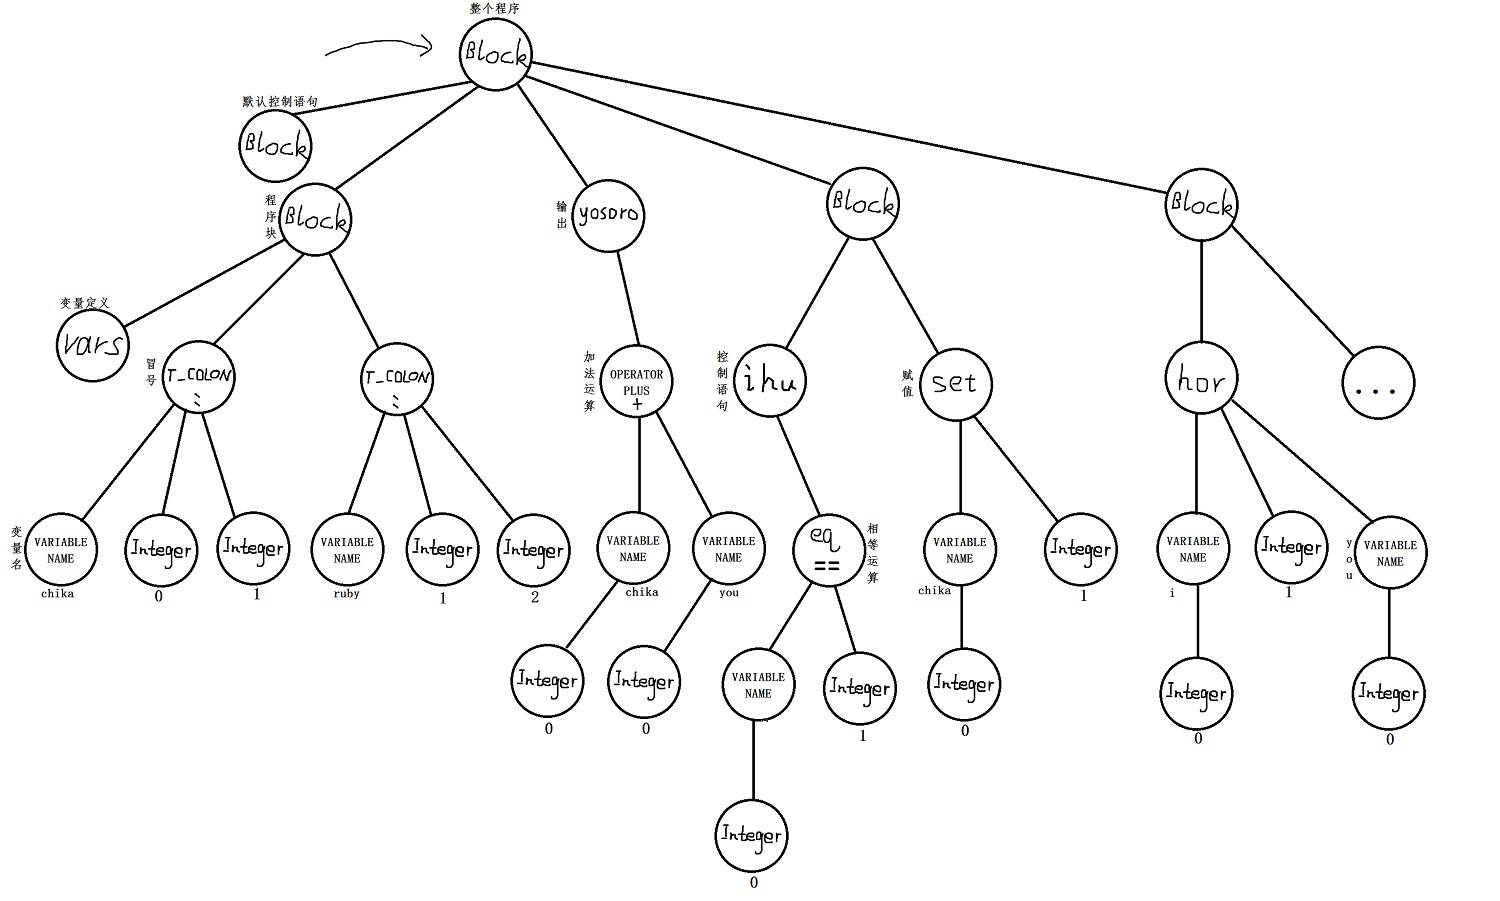 整个程序
Block
默认控制语句
Block
程序块
Block
输出
yosoro
Block
Block
变量定义
vars
冒号
T_COLON
:
T_COLON
:
加法运算
OPERATOR
PLUS
+
控制语句
ihu
赋值
set
hor
...
变量名
VARIABLE
NAME
chika
Integer
0
Integer
1
VARIABLE
NAME
ruby
Integer
1
Integer
2
VARIABLE
NAME
chika
VARIABLE
NAME
you
eq
==
相等运算
VARIABLE
NAME
chika
Integer
1
VARIABLE
NAME
i
Integer
1
you
VARIABLE
NAME
Integer
0
Integer
0
VARIABLE
NAME
Integer
1
Integer
0
Integer
0
Integer
0
Integer
0